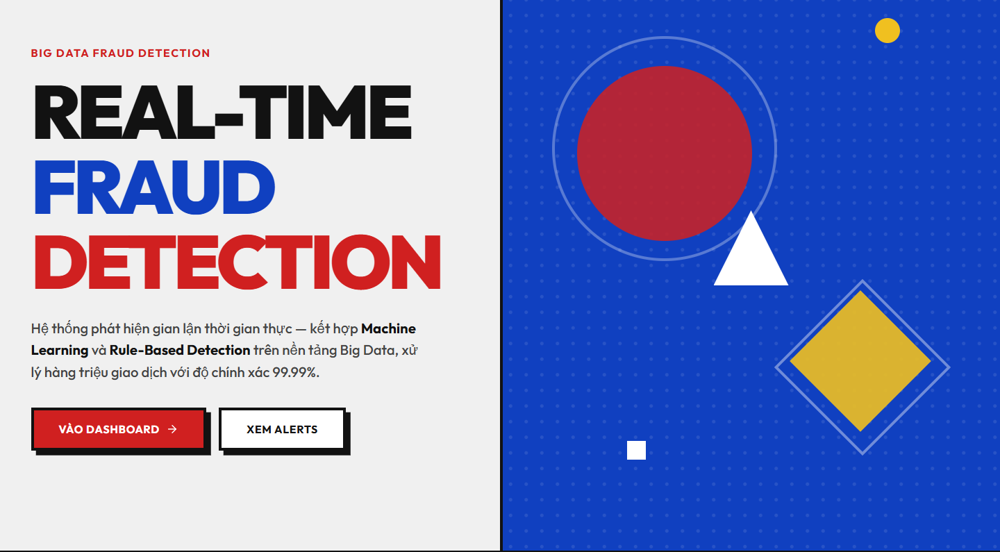 BIG DATA FRAUD DETECTION
REAL-TIME
FRAUD
DETECTION
Hệ thống phát hiện gian lận thời gian thực — kết hợp Machine
Learning và Rule-Based Detection trên nền tảng Big Data, xử
lý hàng triệu giao dịch với độ chính xác 99.99%.
VÀO DASHBOARD →
XEM ALERTS